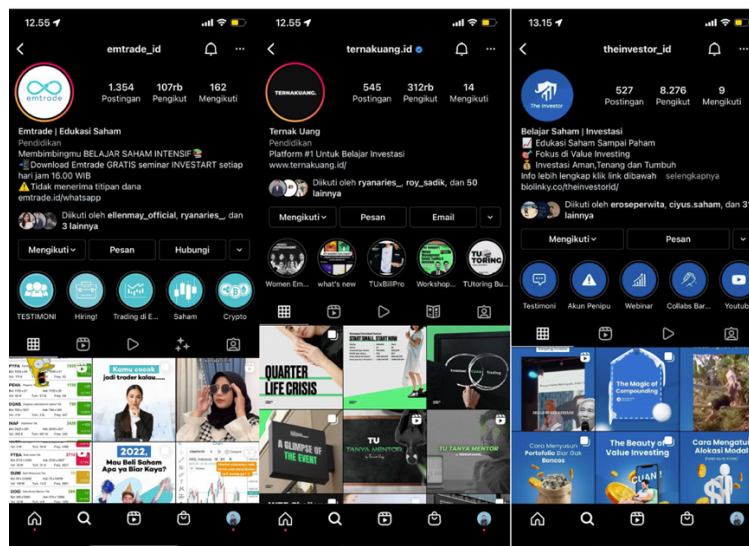 12.55
emtrade_id
emtrade
1.354 107rb 162
Postingan Pengikut Mengikuti
Emtrade | Edukasi Saham
Pendidikan
Membimbingmu BELAJAR SAHAM INTENSIF
Download Emtrade GRATIS seminar INVESTART setiap
hari jam 16.00 WIB
Tidak menerima titipan dana
emtrade.id/whatsapp
Diikuti oleh ellenmay_official, ryanaries_, dan
3 lainnya
Mengikuti Pesan Hubungi
TESTIMONI Hiring! Trading di E... Saham Crypto
Kamu cocok
jadi trader kalau.....
PTBA
2022,
Mau Beli Saham
Apa ya Biar Kaya?
12.55
ternakuang.id
TERNAKUANG.
545 312rb 14
Postingan Pengikut Mengikuti
Ternak Uang
Pendidikan
Platform #1 Untuk Belajar Investasi
www.ternakuang.id/
Diikuti oleh ryanaries_, roy_sadik, dan 50
lainnya
Mengikuti Pesan Email
TU
TORING
Women Em... what's new TUxBillPro Workshop... TUtoring Bu...
QUARTER
LIFE CRISIS
START SMALL, START NOW
CUAN
A GLIMPSE OF
THE EVENT
TU
TANYA MENTOR
TU TANYA MENTOR
13.15
theinvestor_id
The Investor
527 8.276 9
Postingan Pengikut Mengikuti
Belajar Saham | Investasi
Edukasi Saham Sampai Paham
Fokus di Value Investing
Investasi Aman,Tenang dan Tumbuh
Info lebih lengkap klik link dibawah selengkapnya
biolinky.co/theinvestorid/
Diikuti oleh eroseperwita, ciyus.saham, dan 31
lainnya
Mengikuti Pesan
Testimoni Akun Penipu Webinar Collabs Bar... Youtub
The Magic of
Compounding
Cara Menyusun
Portofolio Biar Gak
Boncos
The Beauty of
Value Investing
CUAN
Cara Mengatu
Alokasi Modal